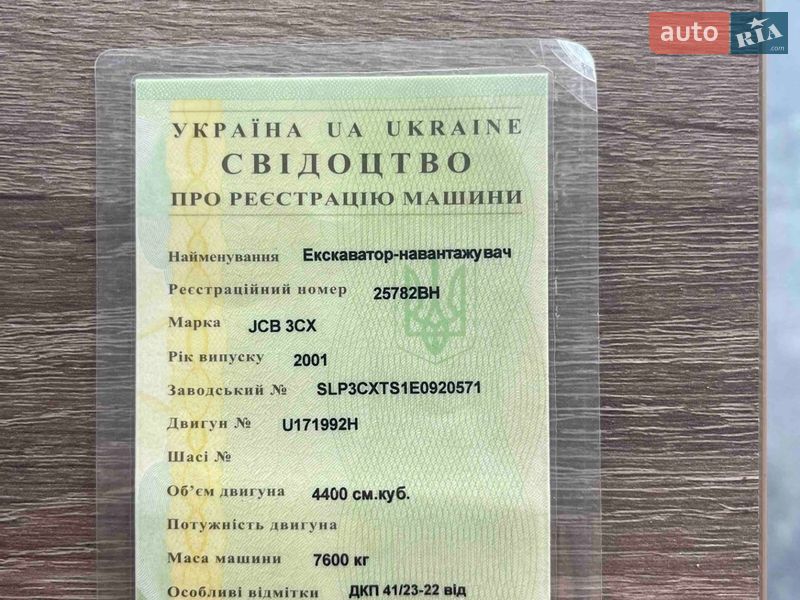 auto RIA .com
УКРАЇНА UA UKRAINE
СВІДОЦТВО
ПРО РЕЄСТРАЦІЮ МАШИНИ
Найменування Екскаватор-навантажувач
Реєстраційний номер 25782ВН
Марка JCB 3CX
Рік випуску 2001
Заводський № SLP3CXTS1E0920571
Двигун № U171992H
Шасі №
Об’єм двигуна 4400 см.куб.
Потужність двигуна
Маса машини 7600 кг
Особливі відмітки ДКП 41/23-22 від